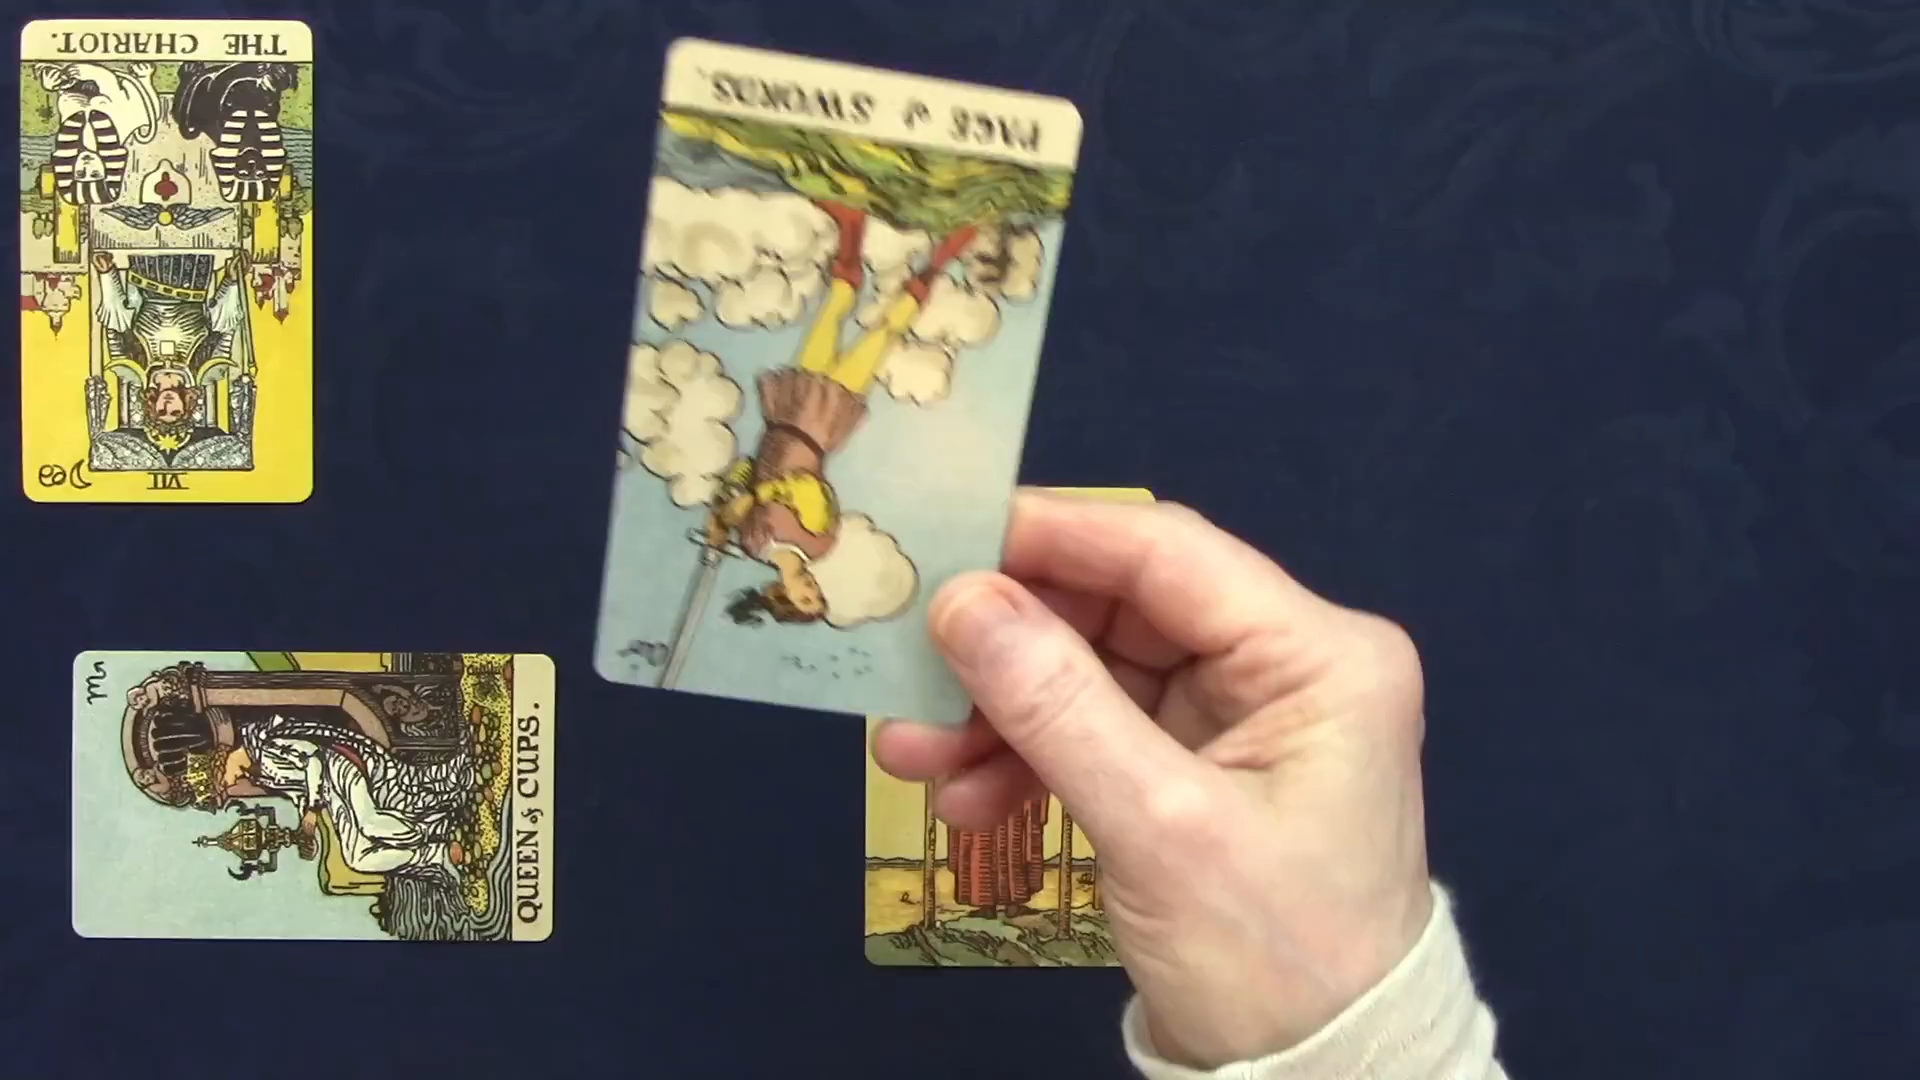 THE CHARIOT.
VII
PAGE of SWORDS.
QUEEN of CUPS.